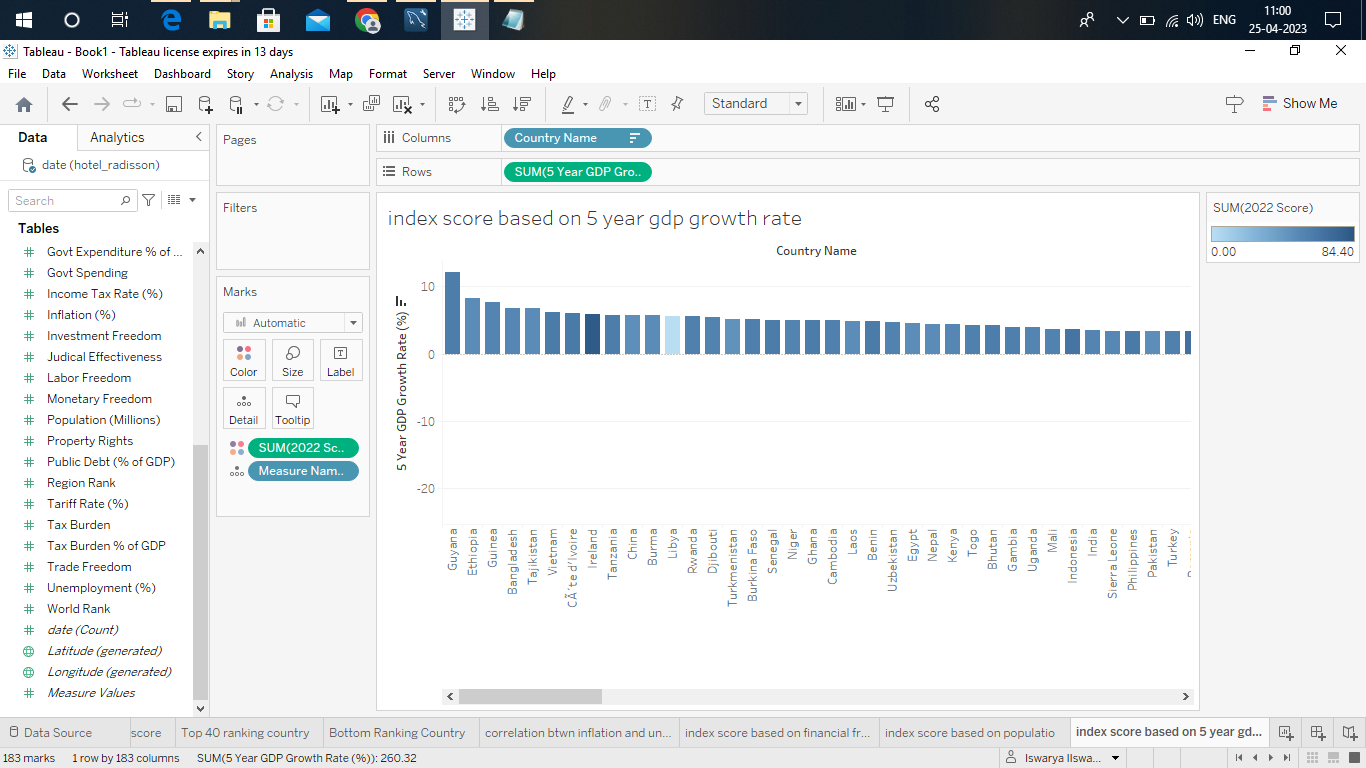 ENG
11:00
25-04-2023
Tableau - Book1 - Tableau license expires in 13 days
File Data Worksheet Dashboard Story Analysis Map Format Server Window Help
Standard
Show Me
Data Analytics
Pages
Columns
Country Name
date (hotel_radisson)
Rows
SUM(5 Year GDP Gro..
Search
Filters
Tables
Govt Expenditure % of ...
Govt Spending
Income Tax Rate (%)
Inflation (%)
Investment Freedom
Judical Effectiveness
Labor Freedom
Monetary Freedom
Population (Millions)
Property Rights
Public Debt (% of GDP)
Region Rank
Tariff Rate (%)
Tax Burden
Tax Burden % of GDP
Trade Freedom
Unemployment (%)
World Rank
date (Count)
Latitude (generated)
Longitude (generated)
Measure Values
Marks
Automatic
Color Size Label
Detail Tooltip
SUM(2022 Sc..
Measure Nam..
index score based on 5 year gdp growth rate
Country Name
5 Year GDP Growth Rate (%)
10
0
-10
-20
Guyana
Ethiopia
Guinea
Bangladesh
Tajikistan
Vietnam
CÃ´te d'Ivoire
Ireland
Tanzania
China
Burma
Libya
Rwanda
Djibouti
Turkmenistan
Burkina Faso
Senegal
Niger
Ghana
Cambodia
Laos
Benin
Uzbekistan
Egypt
Nepal
Kenya
Togo
Bhutan
Gambia
Uganda
Mali
Indonesia
India
Sierra Leone
Philippines
Pakistan
Turkey
SUM(2022 Score)
0.00 84.40
Data Source
score
Top 40 ranking country
Bottom Ranking Country
correlation btwn inflation and un...
index score based on financial fr...
index score based on populatio
index score based on 5 year gd...
183 marks
1 row by 183 columns
SUM(5 Year GDP Growth Rate (%)): 260.32
Iswarya IIswa...